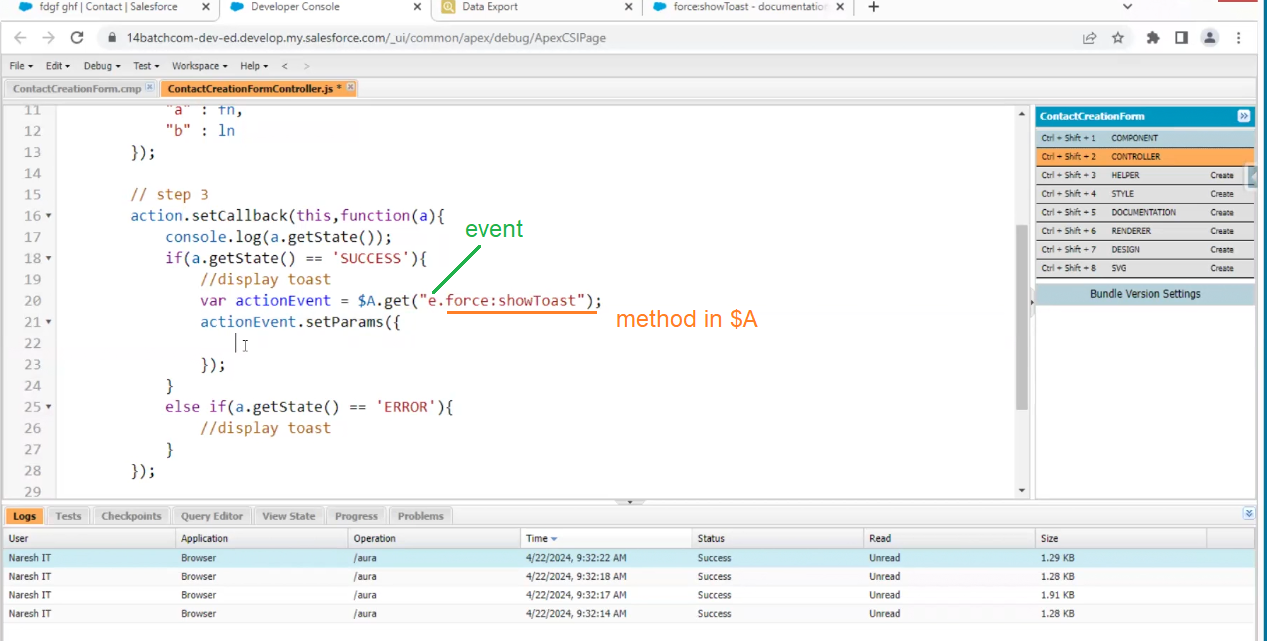 fdgf ghf | Contact | Salesforce
Developer Console
Data Export
force:showToast - documentation
14batchcom-dev-ed.develop.my.salesforce.com/_ui/common/apex/debug/ApexCSIPage
File Edit Debug Test Workspace Help < >
ContactCreationForm.cmp ContactCreationFormController.js *
11 "a" : fn,
12 "b" : ln
13 });
14
15 // step 3
16 action.setCallback(this,function(a){
17 console.log(a.getState());
event
18 if(a.getState() == 'SUCCESS'){
19 //display toast
20 var actionEvent = $A.get("e.force:showToast");
method in $A
21 actionEvent.setParams({
22
23 });
24 }
25 else if(a.getState() == 'ERROR'){
26 //display toast
27 }
28 });
29
ContactCreationForm
Ctrl + Shift + 1 COMPONENT
Ctrl + Shift + 2 CONTROLLER
Ctrl + Shift + 3 HELPER Create
Ctrl + Shift + 4 STYLE Create
Ctrl + Shift + 5 DOCUMENTATION Create
Ctrl + Shift + 6 RENDERER Create
Ctrl + Shift + 7 DESIGN Create
Ctrl + Shift + 8 SVG Create
Bundle Version Settings
Logs Tests Checkpoints Query Editor View State Progress Problems
User Application Operation Time Status Read Size
Naresh IT Browser /aura 4/22/2024, 9:32:22 AM Success Unread 1.29 KB
Naresh IT Browser /aura 4/22/2024, 9:32:18 AM Success Unread 1.28 KB
Naresh IT Browser /aura 4/22/2024, 9:32:17 AM Success Unread 1.91 KB
Naresh IT Browser /aura 4/22/2024, 9:32:14 AM Success Unread 1.28 KB